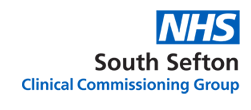 NHS
South Sefton
Clinical Commissioning Group